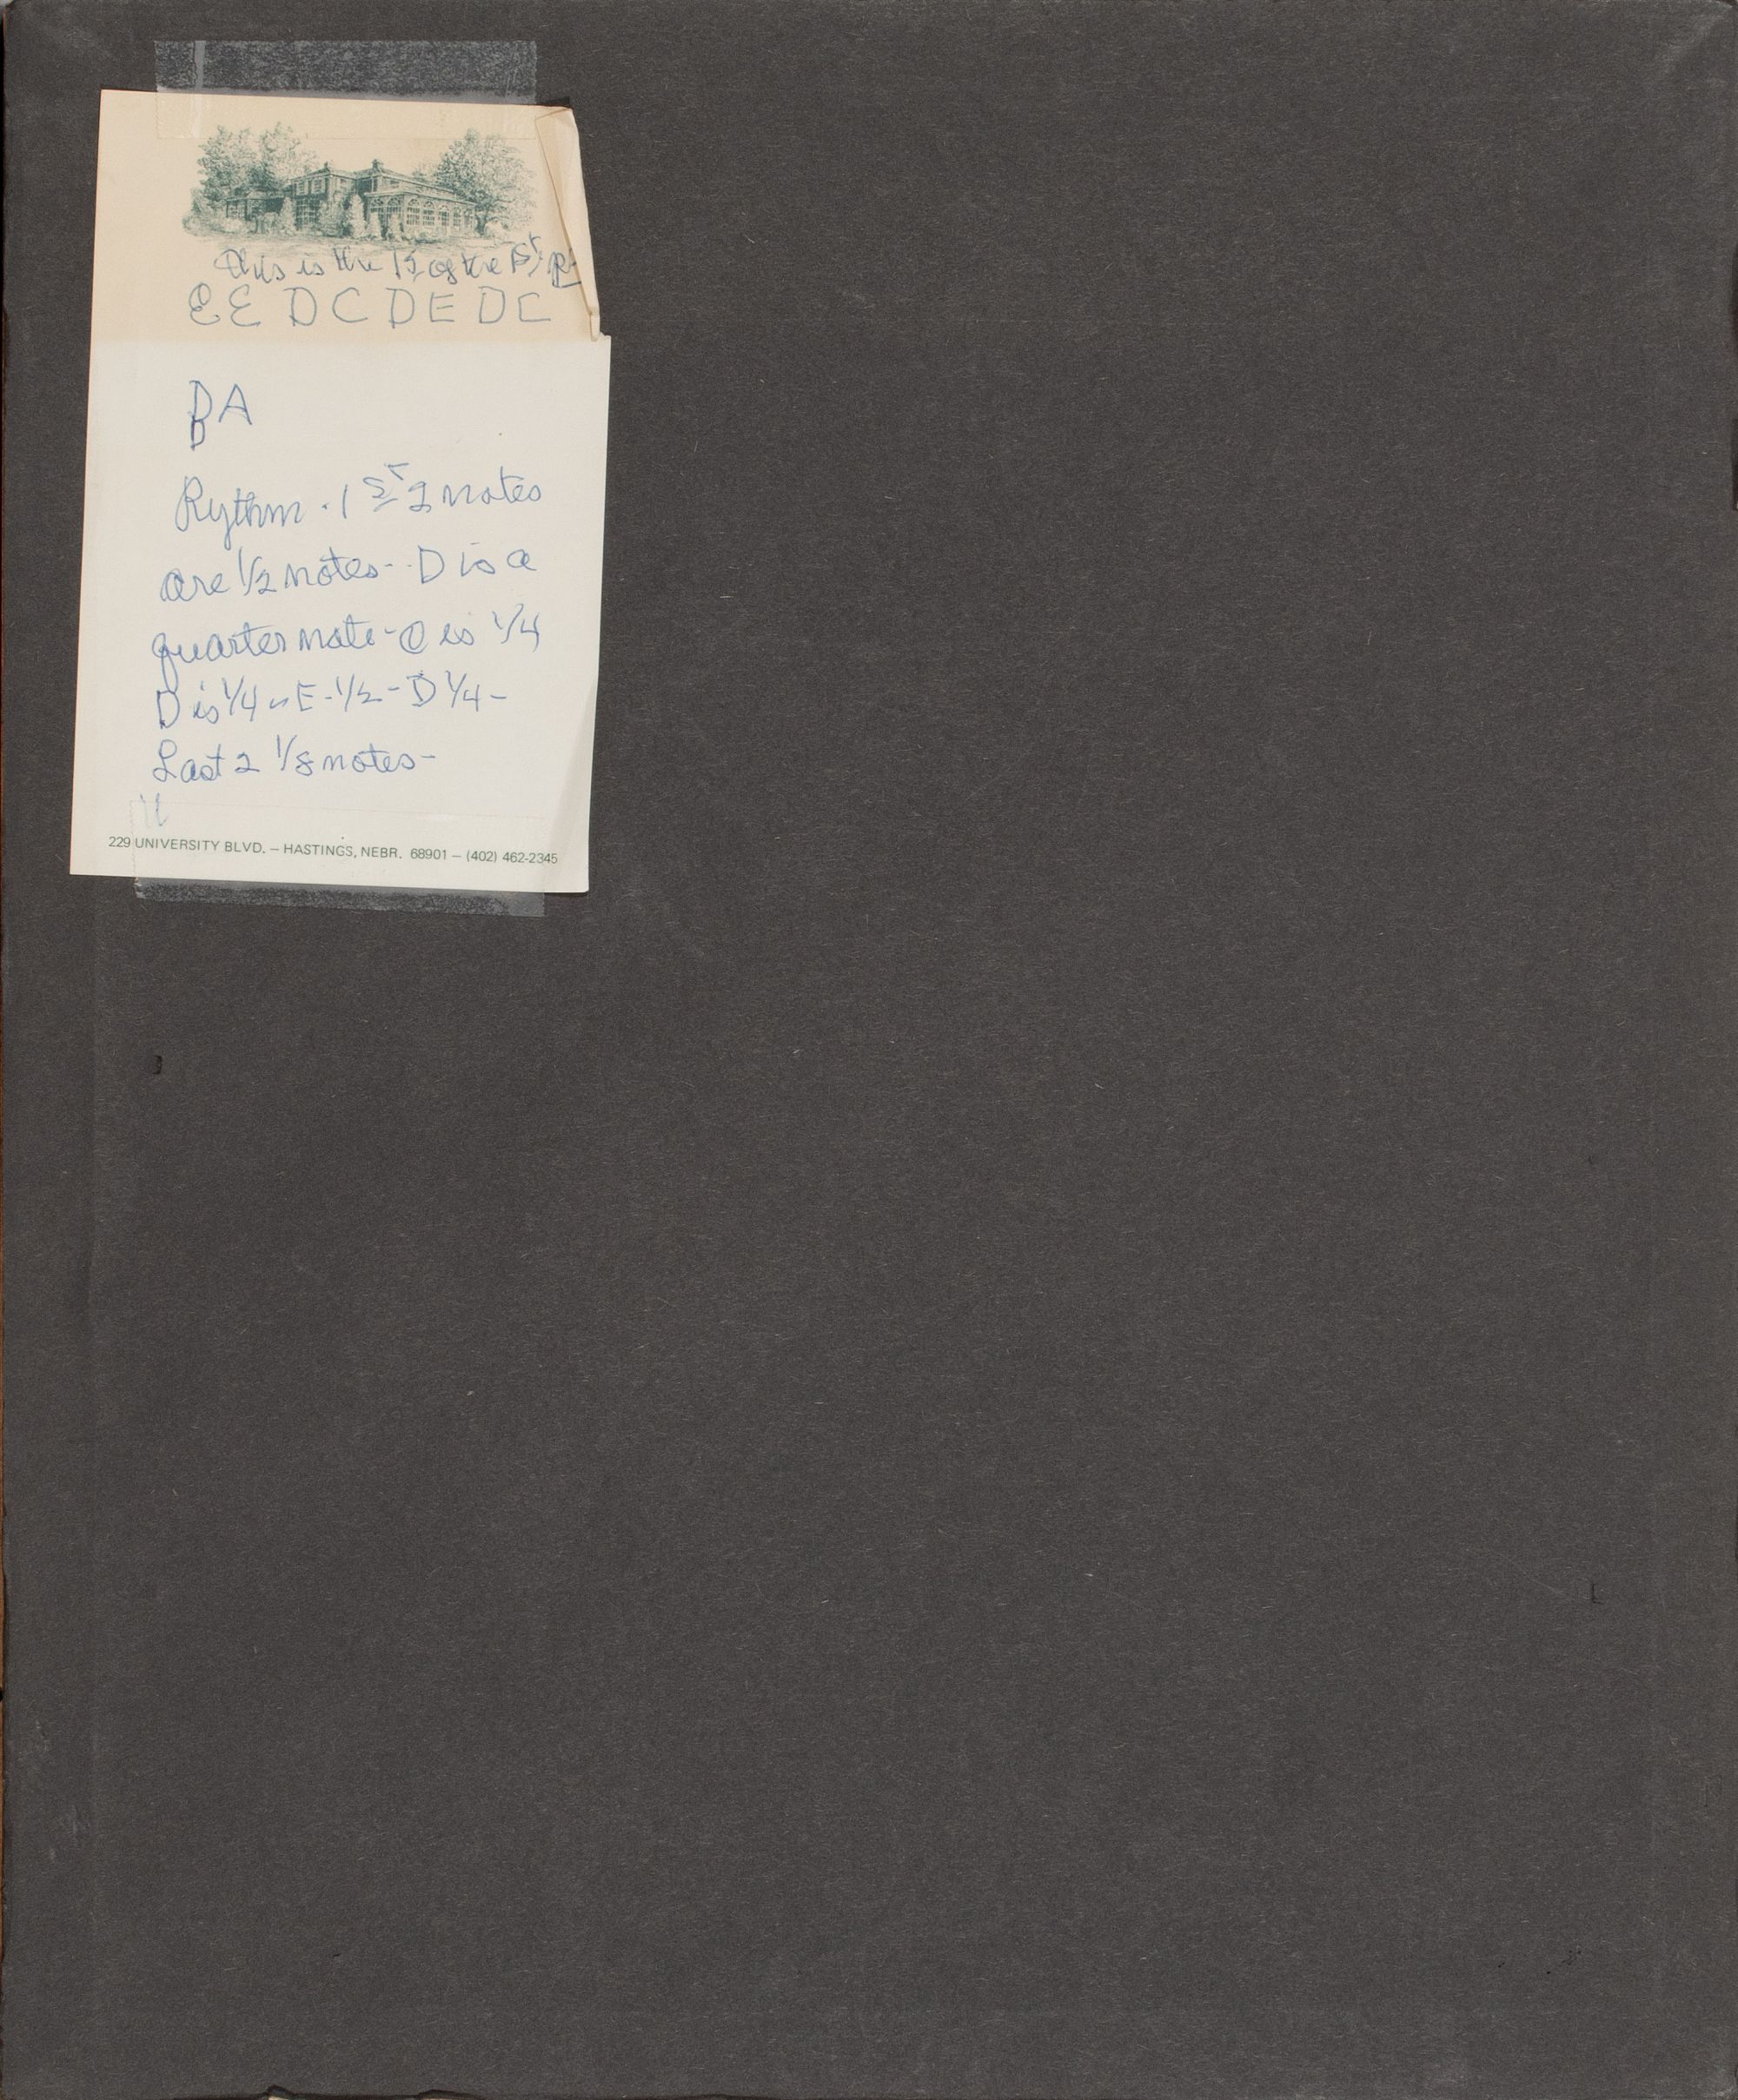 This is the 1/2 of the 1st
E E D C D E D C
A
Rythm. 1st 2 notes
are 1/2 notes-- D is a
quarter note- C is 1/4
D is 1/4 - E - 1/2 - D 1/4 -
Last 2 1/8 notes-
229 UNIVERSITY BLVD. – HASTINGS, NEBR. 68901 – (402) 462-2345